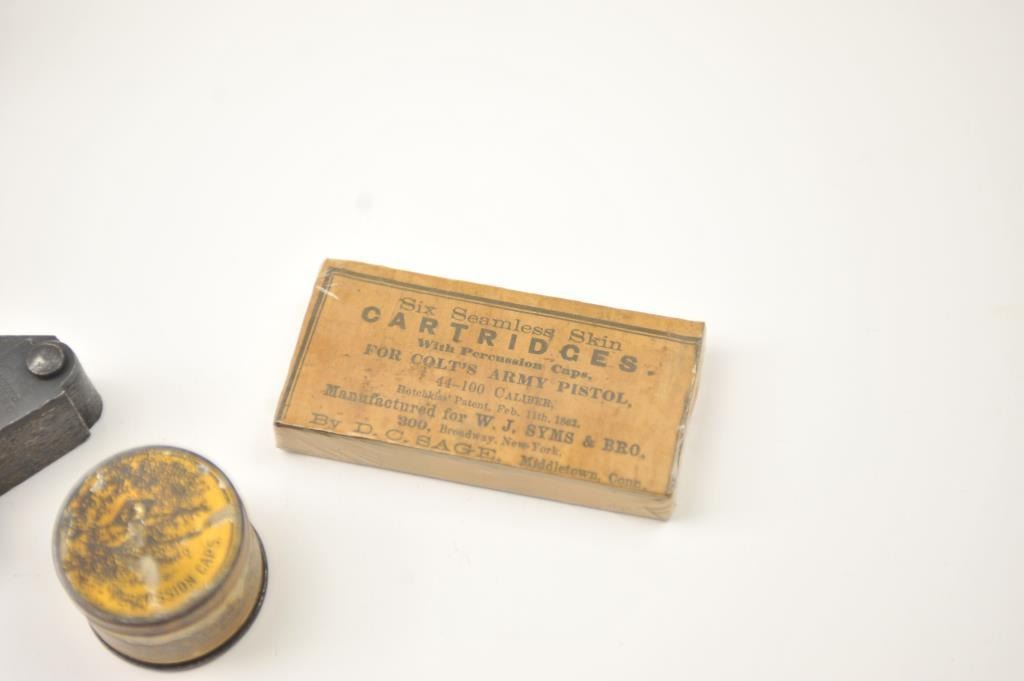 Six Seamless Skin
CARTRIDGES.
With Percussion Caps,
FOR COLT'S ARMY PISTOL,
44-100 CALIBER,
Hotchkiss' Patent, Feb. 11th, 1862.
Manufactured for W. J. SYMS & BRO.
300, Broadway, New-York,
By D. C. SAGE, Middletown, Conn.
CAPS.